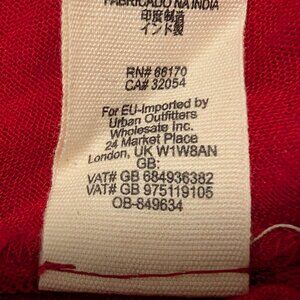 FABRICADO NA INDIA
印度製造
インド製
RN# 66170
CA# 32054
For EU-Imported by
Urban Outfitters
Wholesale Inc.
24 Market Place
London, UK W1W8AN
GB:
VAT# GB 684936382
VAT# GB 975119105
OB-849634